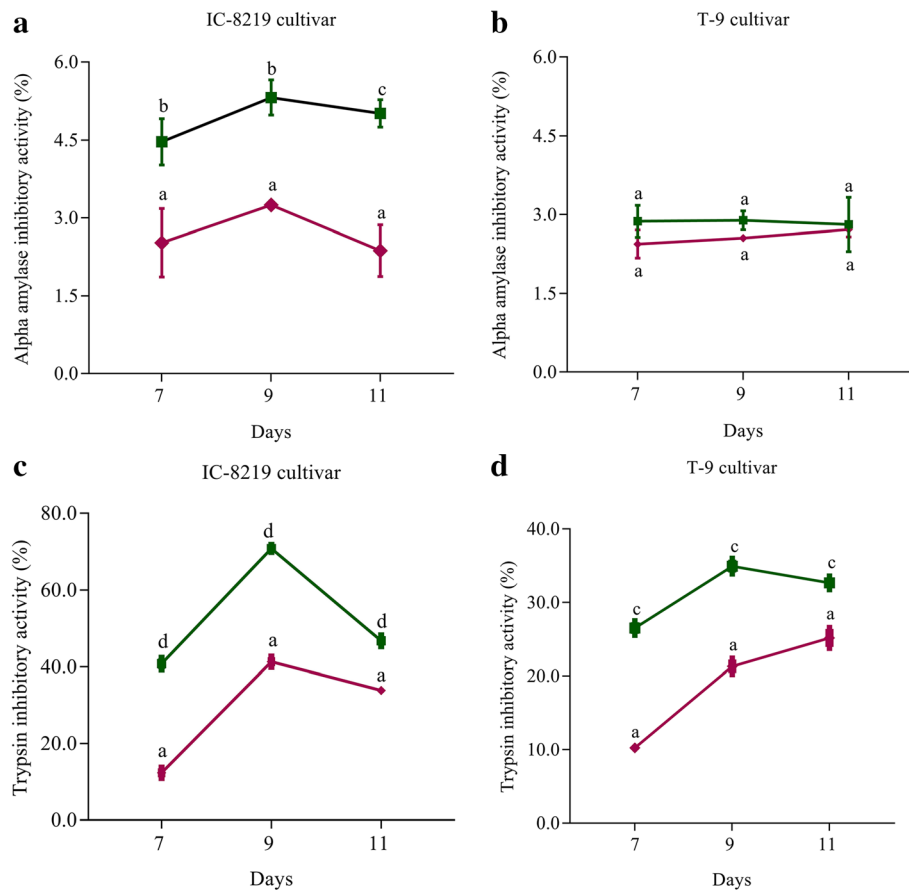 a
IC-8219 cultivar
Alpha amylase inhibitory activity (%)
6.0
4.5
3.0
1.5
0.0
b
b
c
a
a
a
7
9
11
Days
b
T-9 cultivar
Alpha amylase inhibitory activity (%)
6.0
4.5
3.0
1.5
0.0
a
a
a
a
a
a
7
9
11
Days
c
IC-8219 cultivar
Trypsin inhibitory activity (%)
80.0
60.0
40.0
20.0
0.0
d
d
d
a
a
a
7
9
11
Days
d
T-9 cultivar
Trypsin inhibitory activity (%)
40.0
30.0
20.0
10.0
0.0
c
c
c
a
a
a
7
9
11
Days